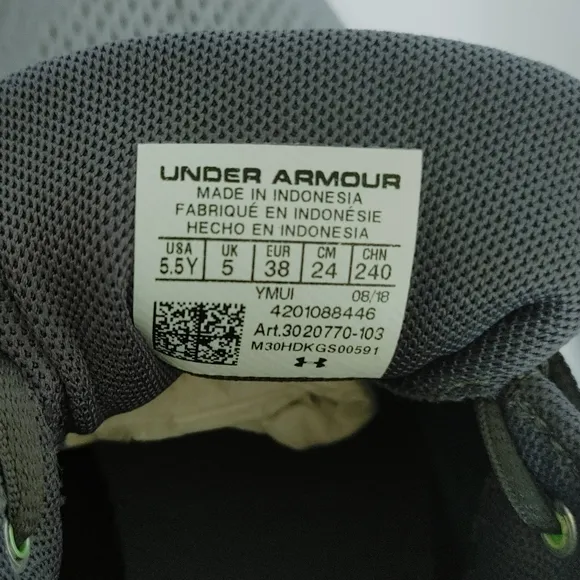 UNDER ARMOUR
MADE IN INDONESIA
FABRIQUÉ EN INDONÉSIE
HECHO EN INDONESIA
USA UK EUR CM CHN
5.5Y 5 38 24 240
YMUI 08/18
4201088446
Art.3020770-103
M30HDKGS00591